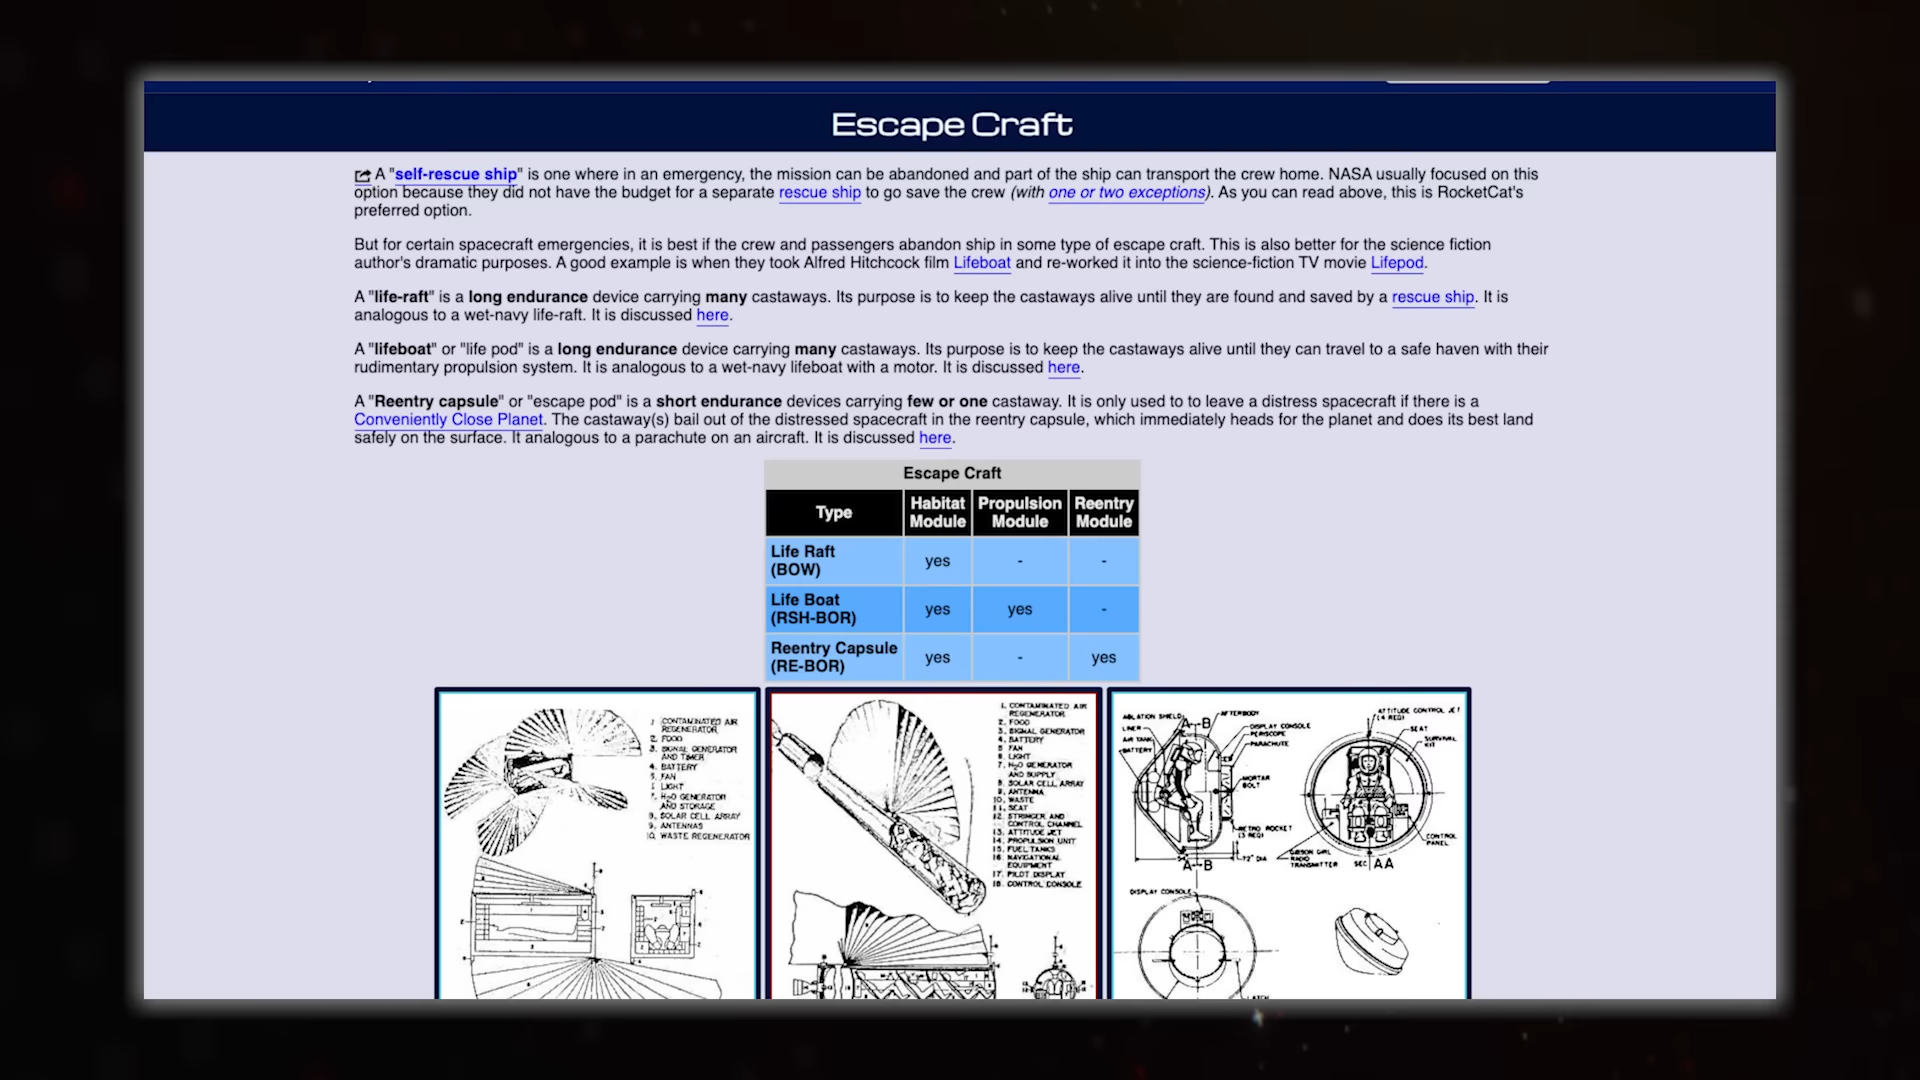 Escape Craft
A "self-rescue ship" is one where in an emergency, the mission can be abandoned and part of the ship can transport the crew home. NASA usually focused on this
option because they did not have the budget for a separate rescue ship to go save the crew (with one or two exceptions). As you can read above, this is RocketCat's
preferred option.
But for certain spacecraft emergencies, it is best if the crew and passengers abandon ship in some type of escape craft. This is also better for the science fiction
author's dramatic purposes. A good example is when they took Alfred Hitchcock film Lifeboat and re-worked it into the science-fiction TV movie Lifepod.
A "life-raft" is a long endurance device carrying many castaways. Its purpose is to keep the castaways alive until they are found and saved by a rescue ship. It is
analogous to a wet-navy life-raft. It is discussed here.
A "lifeboat" or "life pod" is a long endurance device carrying many castaways. Its purpose is to keep the castaways alive until they can travel to a safe haven with their
rudimentary propulsion system. It is analogous to a wet-navy lifeboat with a motor. It is discussed here.
A "Reentry capsule" or "escape pod" is a short endurance devices carrying few or one castaway. It is only used to to leave a distress spacecraft if there is a
Conveniently Close Planet. The castaway(s) bail out of the distressed spacecraft in the reentry capsule, which immediately heads for the planet and does its best land
safely on the surface. It analogous to a parachute on an aircraft. It is discussed here.
Escape Craft
Type Habitat Module Propulsion Module Reentry Module
Life Raft (BOW) yes - -
Life Boat (RSH-BOR) yes yes -
Reentry Capsule (RE-BOR) yes - yes
1 CONTAMINATED AIR
REGENERATOR
2. FOOD
3. SIGNAL GENERATOR
AND TIMER
4. BATTERY
5. FAN
LIGHT
7. H2O GENERATOR
AND STORAGE
8. SOLAR CELL ARRAY
9. ANTENNAS
10. WASTE REGENERATOR
1. CONTAMINATED AIR
REGENERATOR
2. FOOD
3. SIGNAL GENERATOR
4. BATTERY
5 FAN
6. LIGHT
7. H2O GENERATOR
AND SUPPLY
8. SOLAR CELL ARRAY
9. ANTENNA
10. WASTE
11. SEAT
12. STRINGER AND
CONTROL CHANNEL
13. ATTITUDE JET
14. PROPULSION UNIT
15. FUEL TANKS
16. NAVIGATIONAL
EQUIPMENT
17. PILOT DISPLAY
18. CONTROL CONSOLE
ABLATION SHIELD
LINER
AIR TANK
BATTERY
A-B
AFTERBODY
DISPLAY CONSOLE
PERISCOPE
PARACHUTE
MORTAR
BOLT
RETRO ROCKET
(3 REQ)
72" DIA
A-B
ATTITUDE CONTROL JET
(4 REQ)
SEAT
SURVIVAL
KIT
CONTROL
PANEL
GIBSON GIRL
RADIO
TRANSMITTER
SEC AA
DISPLAY CONSOLE
LATCH